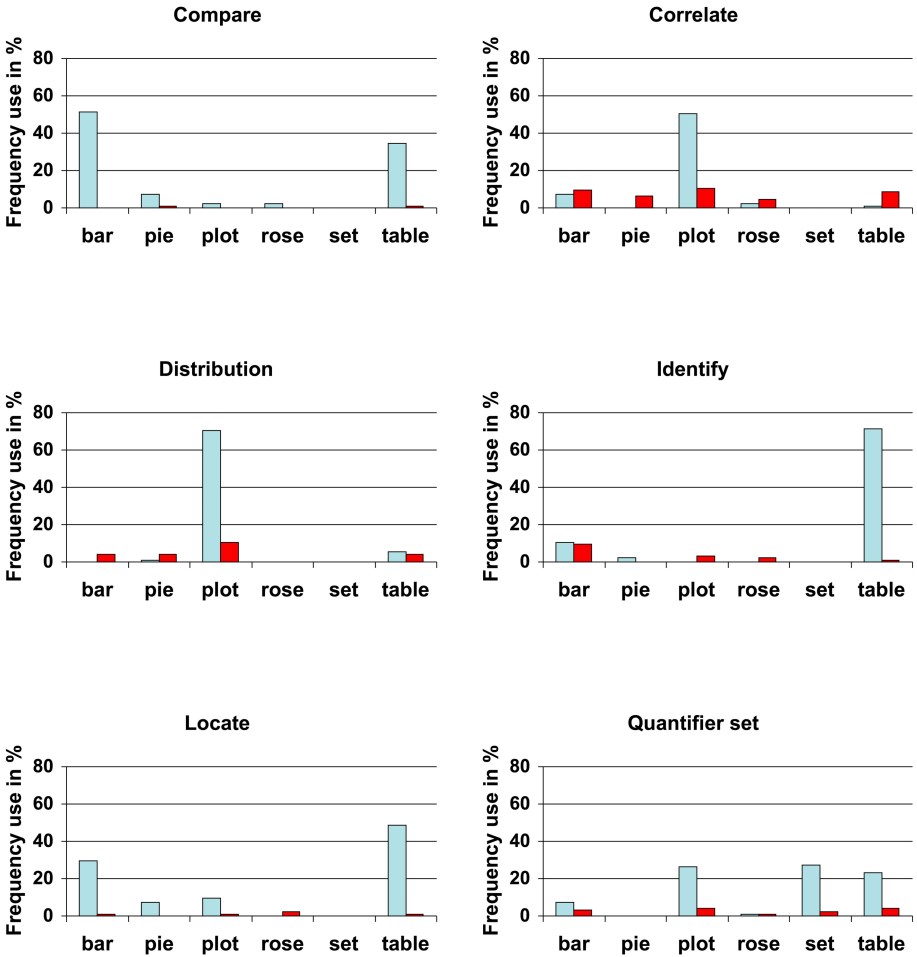 Compare
Frequency use in %
80
60
40
20
0
bar pie plot rose set table
Correlate
Frequency use in %
80
60
40
20
0
bar pie plot rose set table
Distribution
Frequency use in %
80
60
40
20
0
bar pie plot rose set table
Identify
Frequency use in %
80
60
40
20
0
bar pie plot rose set table
Locate
Frequency use in %
80
60
40
20
0
bar pie plot rose set table
Quantifier set
Frequency use in %
80
60
40
20
0
bar pie plot rose set table